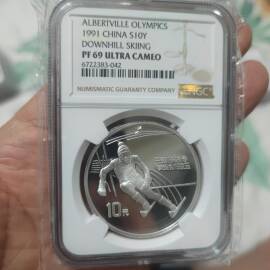 ALBERTVILLE OLYMPICS
1991 CHINA S10Y
DOWNHILL SKIING
PF 69 ULTRA CAMEO
6722383-042
NUMISMATIC GUARANTY COMPANY
NGC
10元